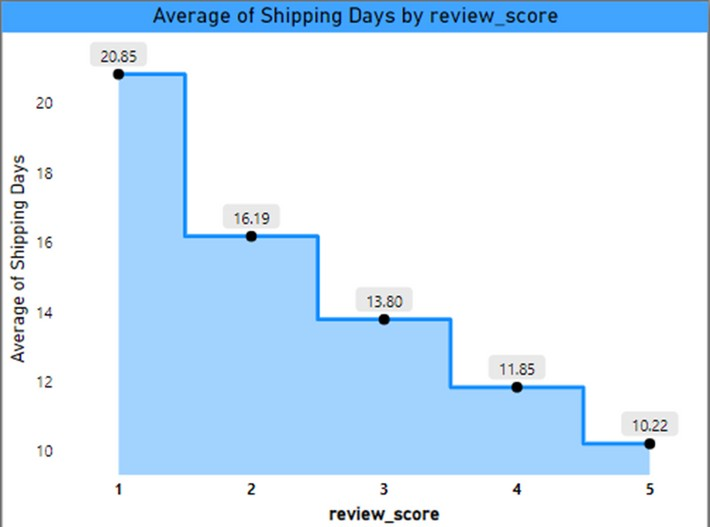 Average of Shipping Days by review_score
20.85
20
18
16.19
16
Average of Shipping Days
13.80
14
11.85
12
10.22
10
1 2 3 4 5
review_score